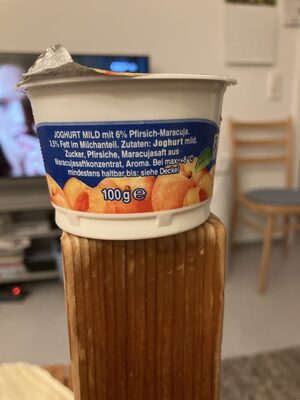 JOGHURT MILD mit 6% Pfirsich-Maracuja.
3,5% Fett im Milchanteil. Zutaten: Joghurt mild,
Zucker, Pfirsiche, Maracujasaft aus
Maracujasaftkonzentrat, Aroma. Bei max. +8°C
mindestens haltbar bis: siehe Deckel
100 g e